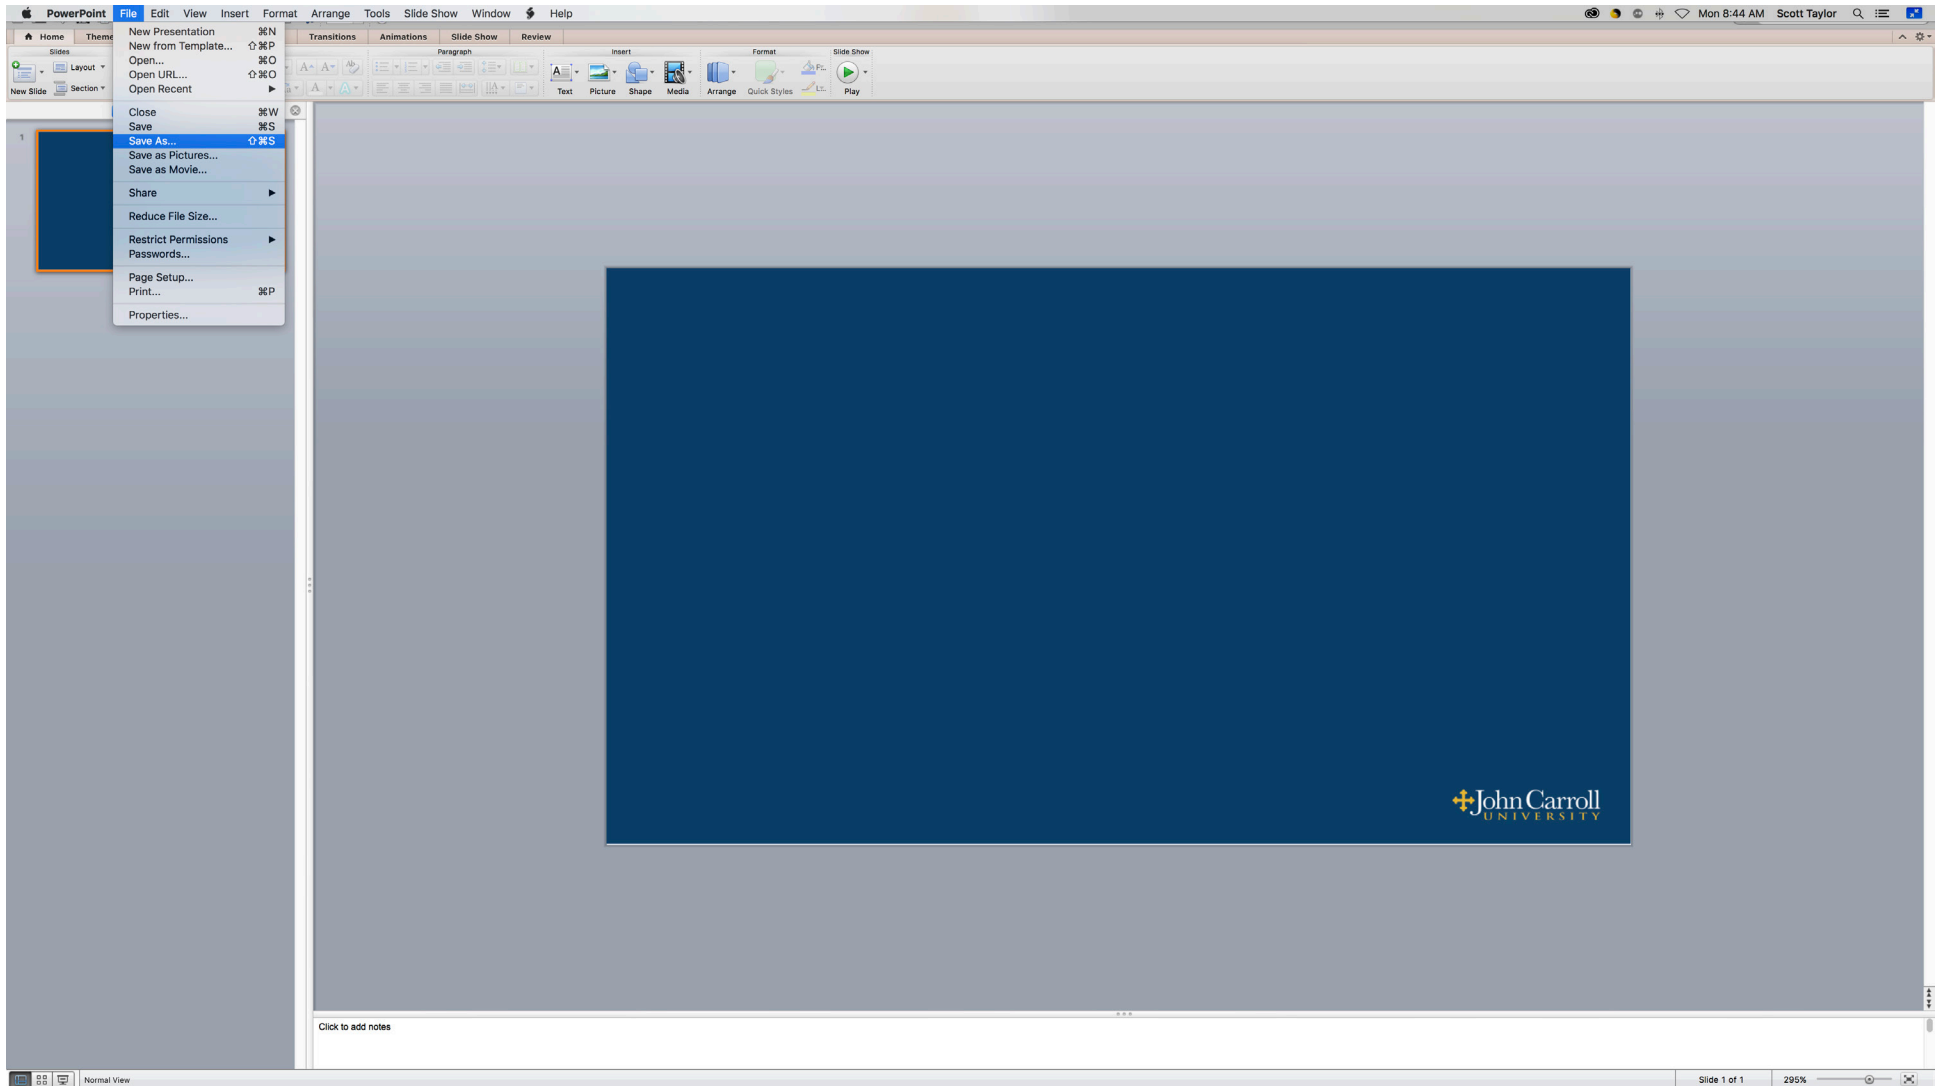 PowerPoint File Edit View Insert Format Arrange Tools Slide Show Window Help Mon 8:44 AM Scott Taylor
Home Theme Transitions Animations Slide Show Review
Slides Paragraph Insert Format Slide Show
New Slide Layout Section Text Picture Shape Media Arrange Quick Styles Play
New Presentation ⌘N
New from Template... ⇧⌘P
Open... ⌘O
Open URL... ⇧⌘O
Open Recent
Close ⌘W
Save ⌘S
Save As... ⇧⌘S
Save as Pictures...
Save as Movie...
Share
Reduce File Size...
Restrict Permissions
Passwords...
Page Setup...
Print... ⌘P
Properties...
1
John Carroll
UNIVERSITY
Click to add notes
Normal View Slide 1 of 1 295%